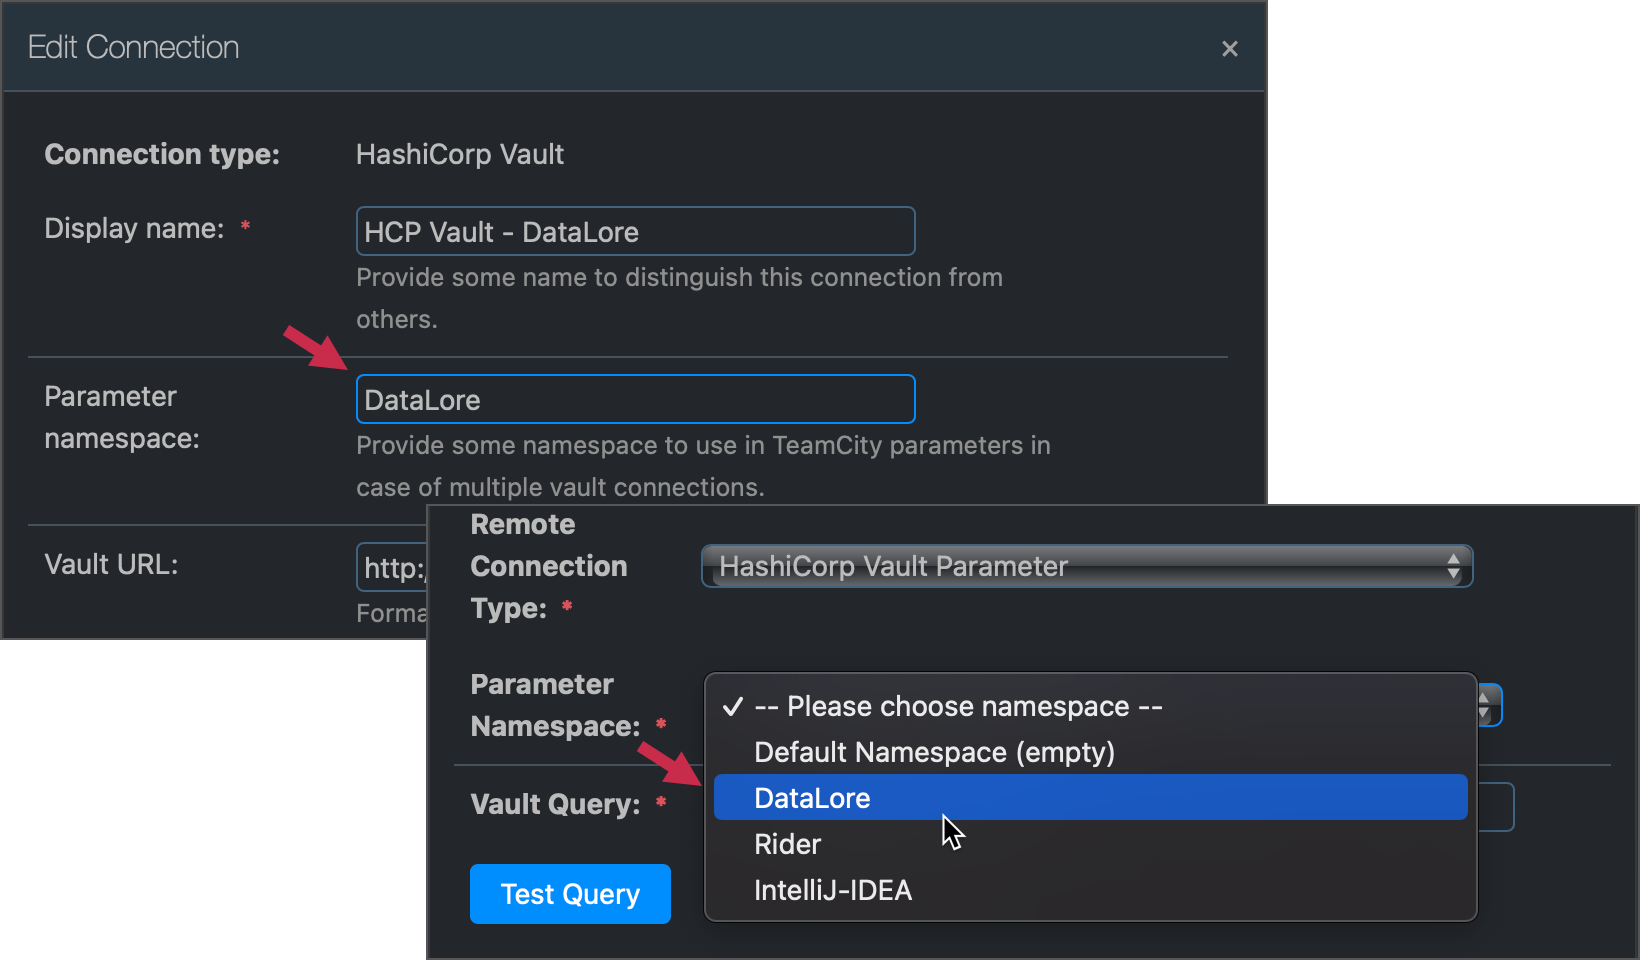 Edit Connection ×
Connection type: HashiCorp Vault
Display name: * HCP Vault - DataLore
Provide some name to distinguish this connection from
others.
Parameter
namespace: DataLore
Provide some namespace to use in TeamCity parameters in
case of multiple vault connections.
Vault URL: http:
Forma
Remote
Connection
Type: * HashiCorp Vault Parameter
Parameter
Namespace: *
✓ -- Please choose namespace --
Default Namespace (empty)
DataLore
Rider
IntelliJ-IDEA
Vault Query: *
Test Query